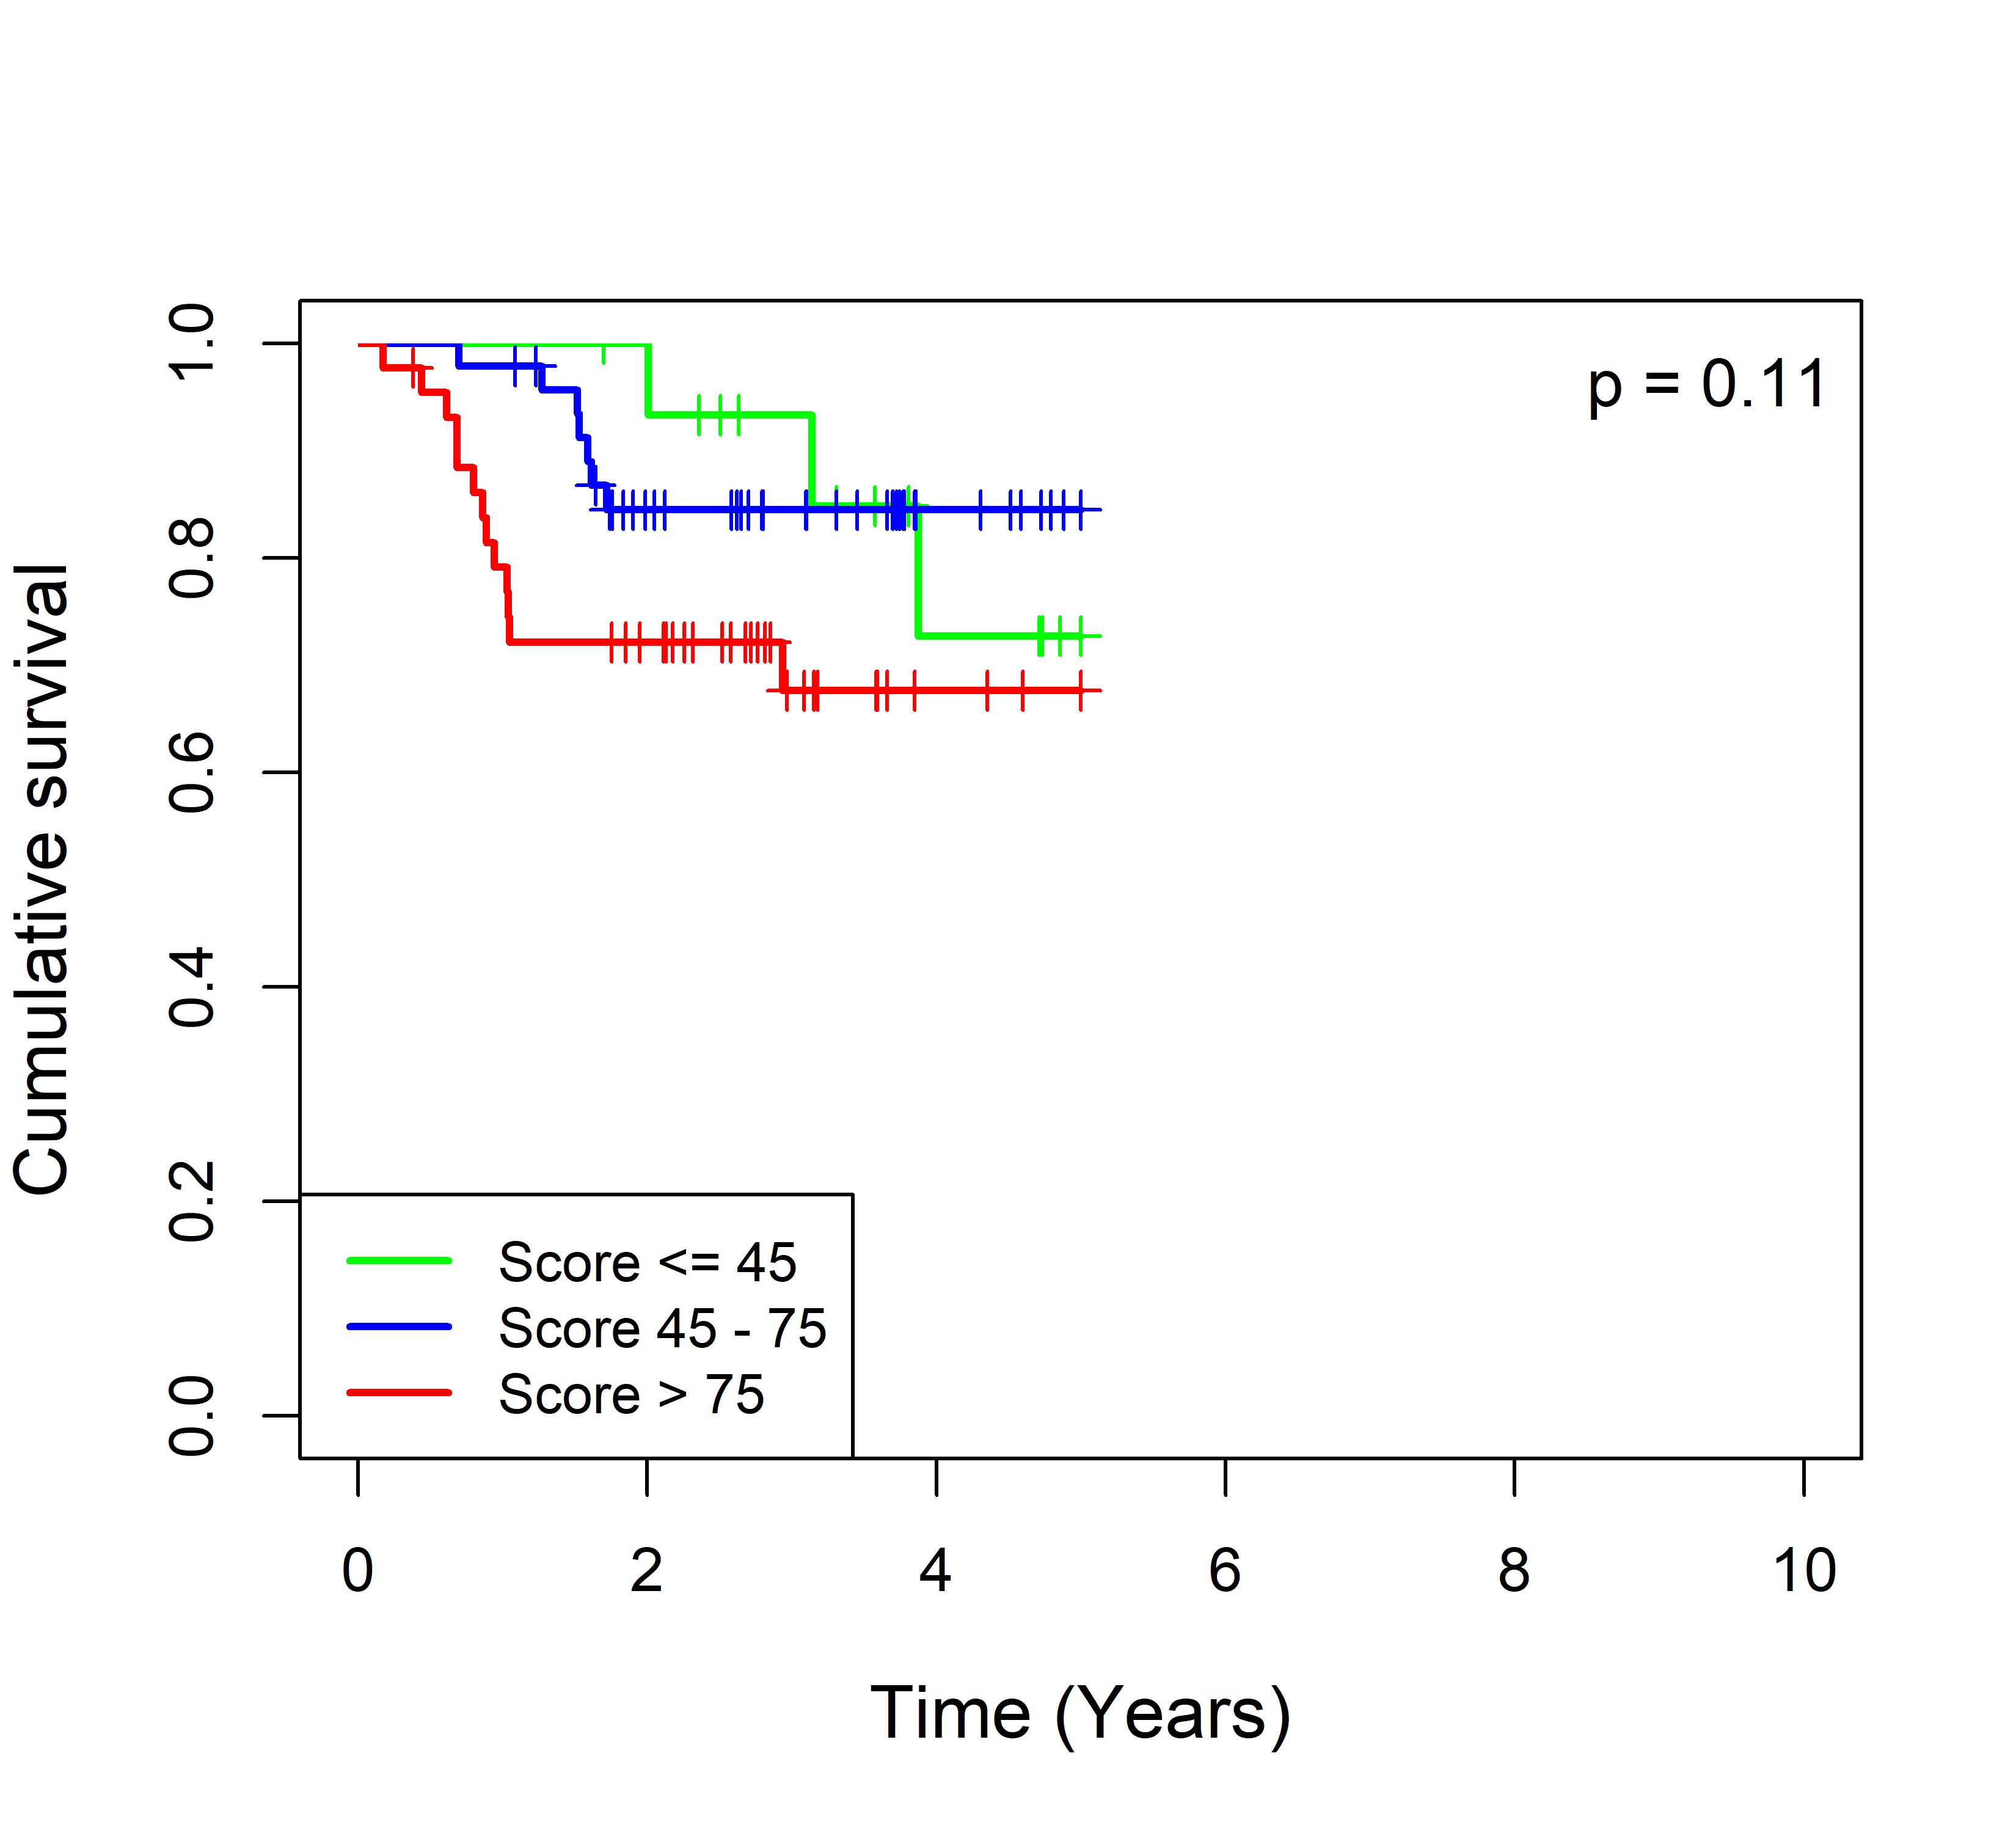 p = 0.11
Cumulative survival
1.0
0.8
0.6
0.4
0.2
0.0
Score <= 45
Score 45 - 75
Score > 75
0 2 4 6 8 10
Time (Years)